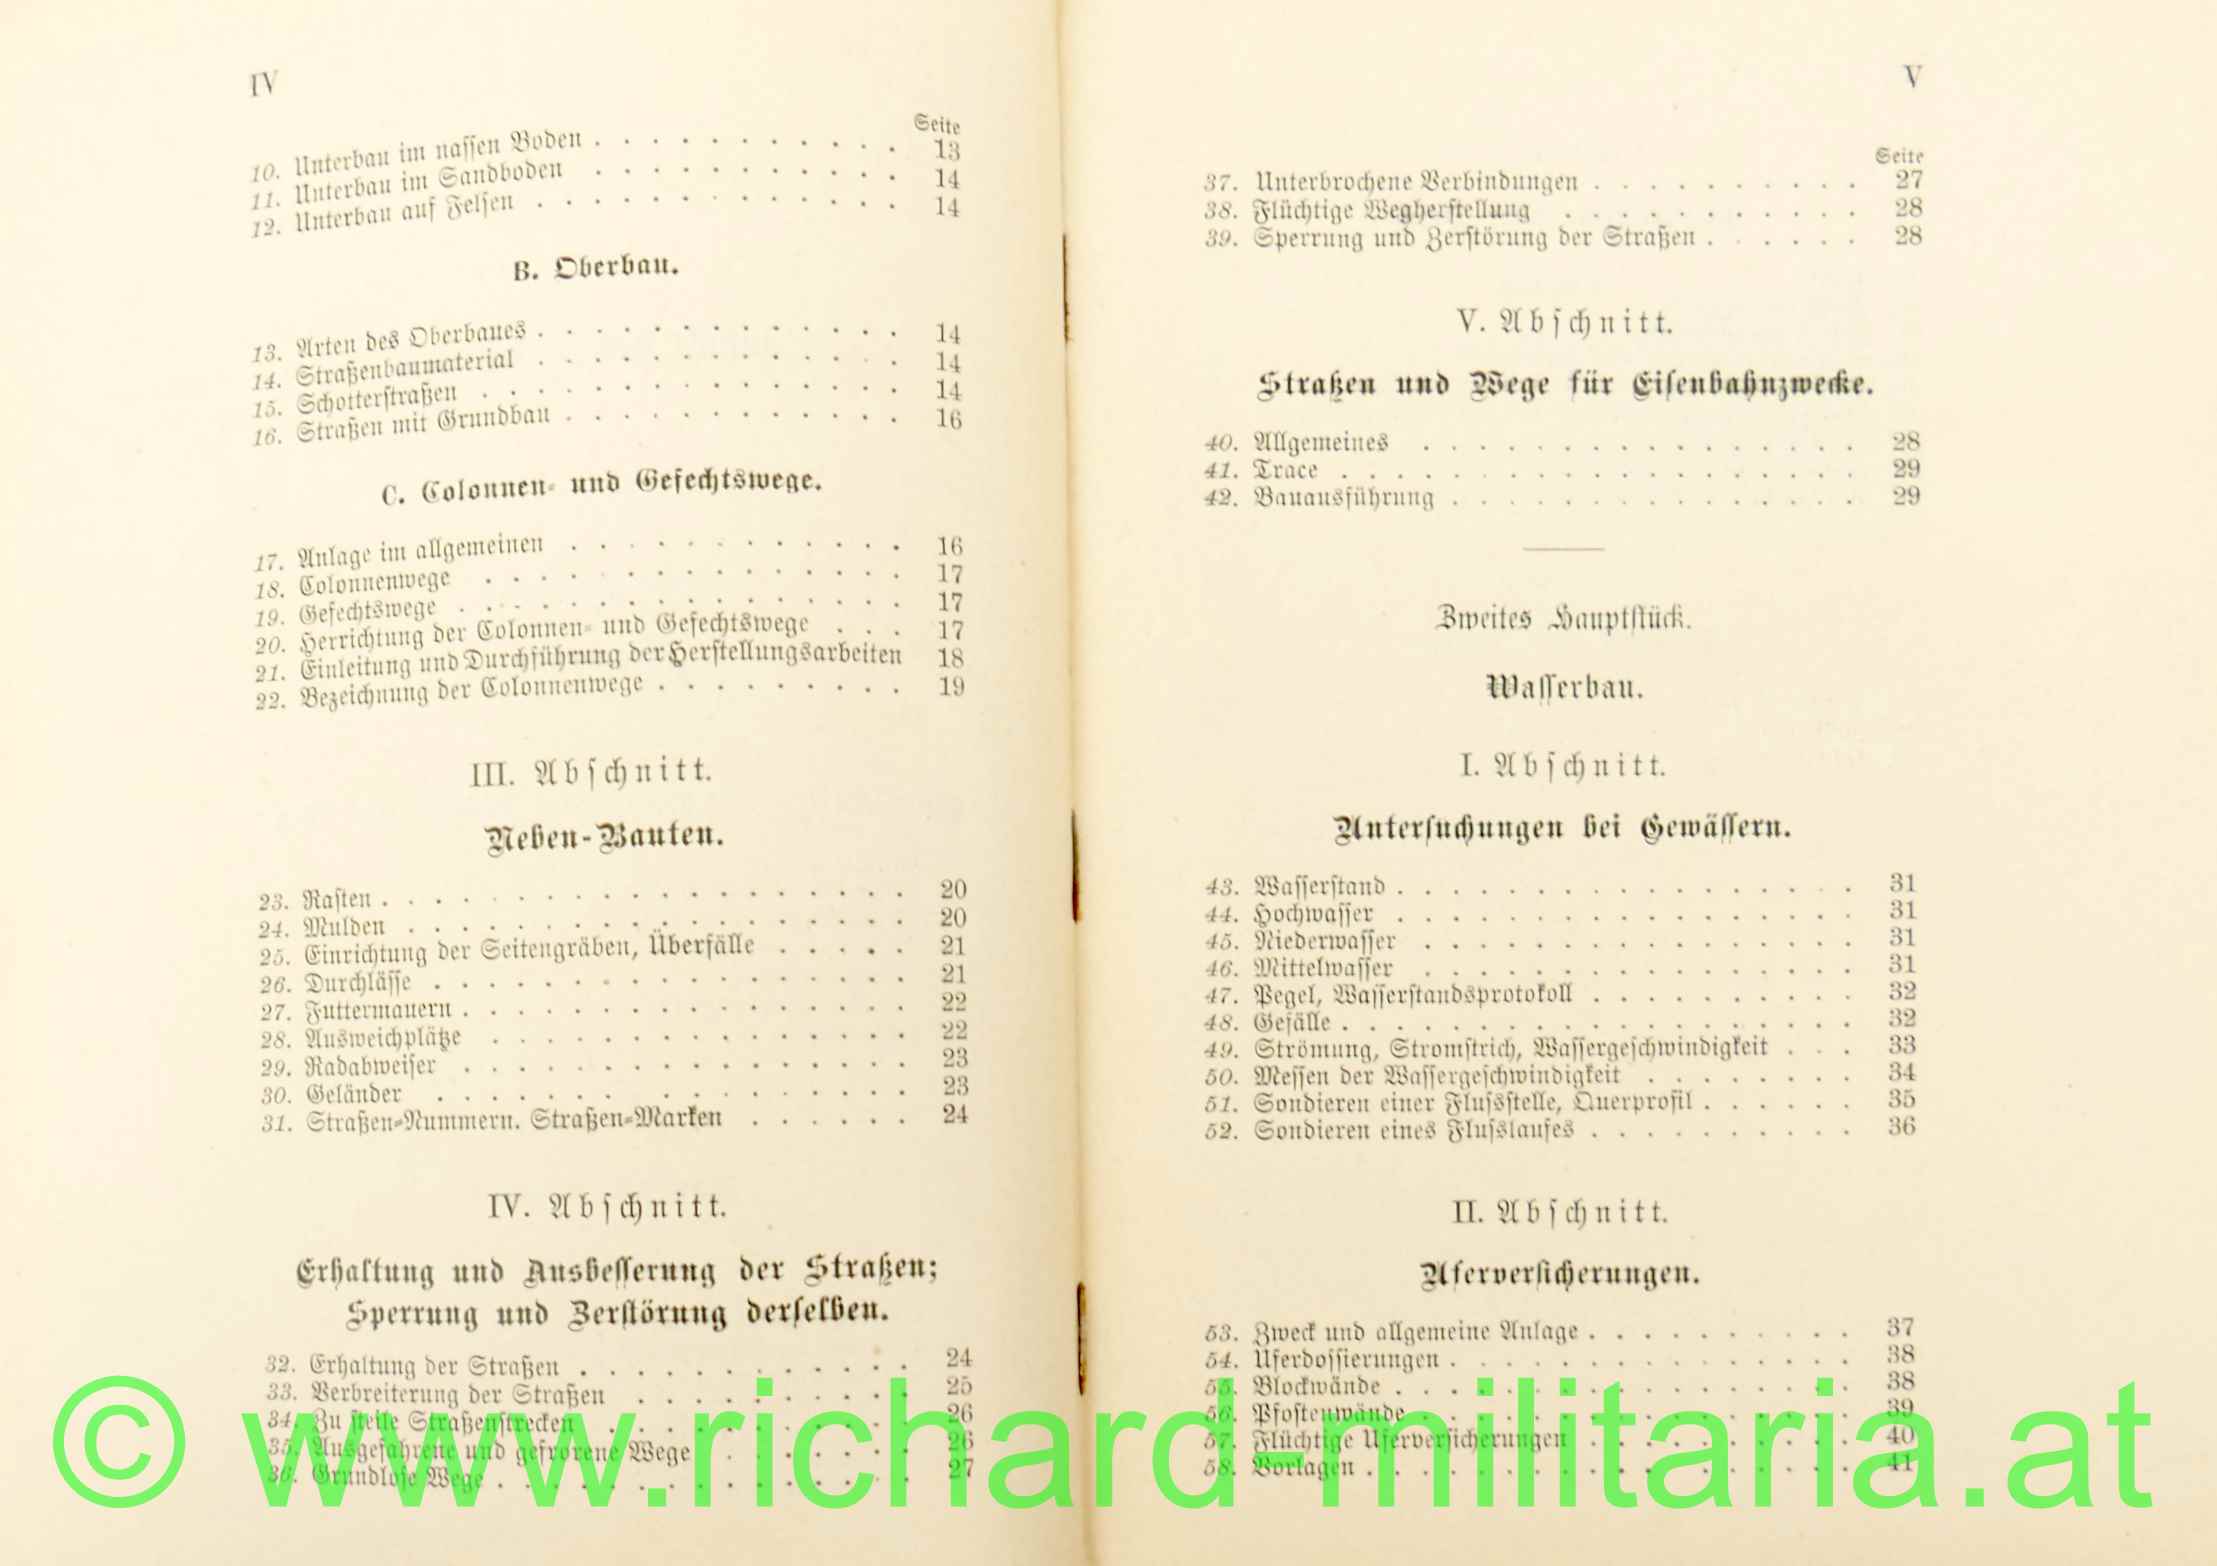 IV
Seite
10. Unterbau im nassen Boden . . . . . . . . . . . 13
11. Unterbau im Sandboden . . . . . . . . . . . 14
12. Unterbau auf Felsen . . . . . . . . . . . . . 14
B. Oberbau.
13. Arten des Oberbaues . . . . . . . . . . . . . 14
14. Straßenbaumaterial . . . . . . . . . . . . . 14
15. Schotterstraßen . . . . . . . . . . . . . . . 14
16. Straßen mit Grundbau . . . . . . . . . . . . 16
C. Colonnen- und Gefechtswege.
17. Anlage im allgemeinen . . . . . . . . . . . . 16
18. Colonnenwege . . . . . . . . . . . . . . . 17
19. Gefechtswege . . . . . . . . . . . . . . . . 17
20. Herrichtung der Colonnen- und Gefechtswege . . . 17
21. Einleitung und Durchführung der Herstellungsarbeiten 18
22. Bezeichnung der Colonnenwege . . . . . . . . . 19
III. Abschnitt.
Neben-Bauten.
23. Rasten . . . . . . . . . . . . . . . . . . . 20
24. Mulden . . . . . . . . . . . . . . . . . . 20
25. Einrichtung der Seitengräben, Überfälle . . . . . 21
26. Durchlässe . . . . . . . . . . . . . . . . . 21
27. Futtermauern . . . . . . . . . . . . . . . . 22
28. Ausweichplätze . . . . . . . . . . . . . . . 22
29. Radabweiser . . . . . . . . . . . . . . . . 23
30. Geländer . . . . . . . . . . . . . . . . . 23
31. Straßen-Nummern. Straßen-Marken . . . . . . 24
IV. Abschnitt.
Erhaltung und Ausbesserung der Straßen;
Sperrung und Zerstörung derselben.
32. Erhaltung der Straßen . . . . . . . . . . . . 24
33. Verbreiterung der Straßen . . . . . . . . . . 25
34. Zu steile Straßenstrecken . . . . . . . . . . . 26
35. Ausgefahrene und gefrorene Wege . . . . . . . 26
36. Grundlose Wege . . . . . . . . . . . . . . . 27
V
Seite
37. Unterbrochene Verbindungen . . . . . . . . . . 27
38. Flüchtige Wegherstellung . . . . . . . . . . . 28
39. Sperrung und Zerstörung der Straßen . . . . . . 28
V. Abschnitt.
Straßen und Wege für Eisenbahnzwecke.
40. Allgemeines . . . . . . . . . . . . . . . . 28
41. Trace . . . . . . . . . . . . . . . . . . . 29
42. Bauausführung . . . . . . . . . . . . . . . 29
Zweites Hauptstück.
Wasserbau.
I. Abschnitt.
Untersuchungen bei Gewässern.
43. Wasserstand . . . . . . . . . . . . . . . . . 31
44. Hochwasser . . . . . . . . . . . . . . . . . 31
45. Niederwasser . . . . . . . . . . . . . . . . 31
46. Mittelwasser . . . . . . . . . . . . . . . . 31
47. Pegel, Wasserstandsprotokoll . . . . . . . . . . 32
48. Gefälle . . . . . . . . . . . . . . . . . . . 32
49. Strömung, Stromstrich, Wassergeschwindigkeit . . . 33
50. Messen der Wassergeschwindigkeit . . . . . . . . 34
51. Sondieren einer Flussstelle, Querprofil . . . . . . 35
52. Sondieren eines Flusslaufes . . . . . . . . . . 36
II. Abschnitt.
Uferversicherungen.
53. Zweck und allgemeine Anlage . . . . . . . . . . 37
54. Uferdossierungen . . . . . . . . . . . . . . . 38
55. Blockwände . . . . . . . . . . . . . . . . . 38
56. Pfostenwände . . . . . . . . . . . . . . . . 39
57. Flüchtige Uferversicherungen . . . . . . . . . . 40
58. Vorlagen . . . . . . . . . . . . . . . . . . 41
© www.richard-militaria.at